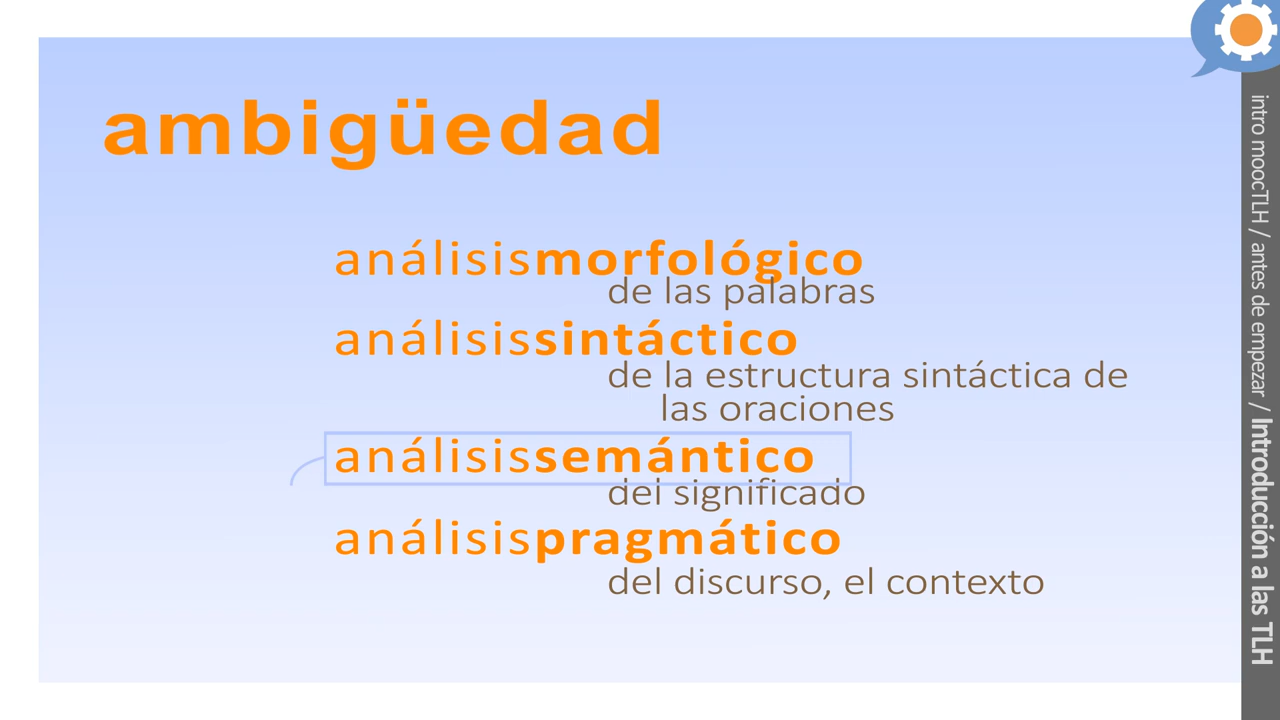 ambigüedad
análisismorfológico
de las palabras
análisissintáctico
de la estructura sintáctica de
las oraciones
análisissemántico
del significado
análisispragmático
del discurso, el contexto
intro moocTLH / antes de empezar / Introducción a las TLH